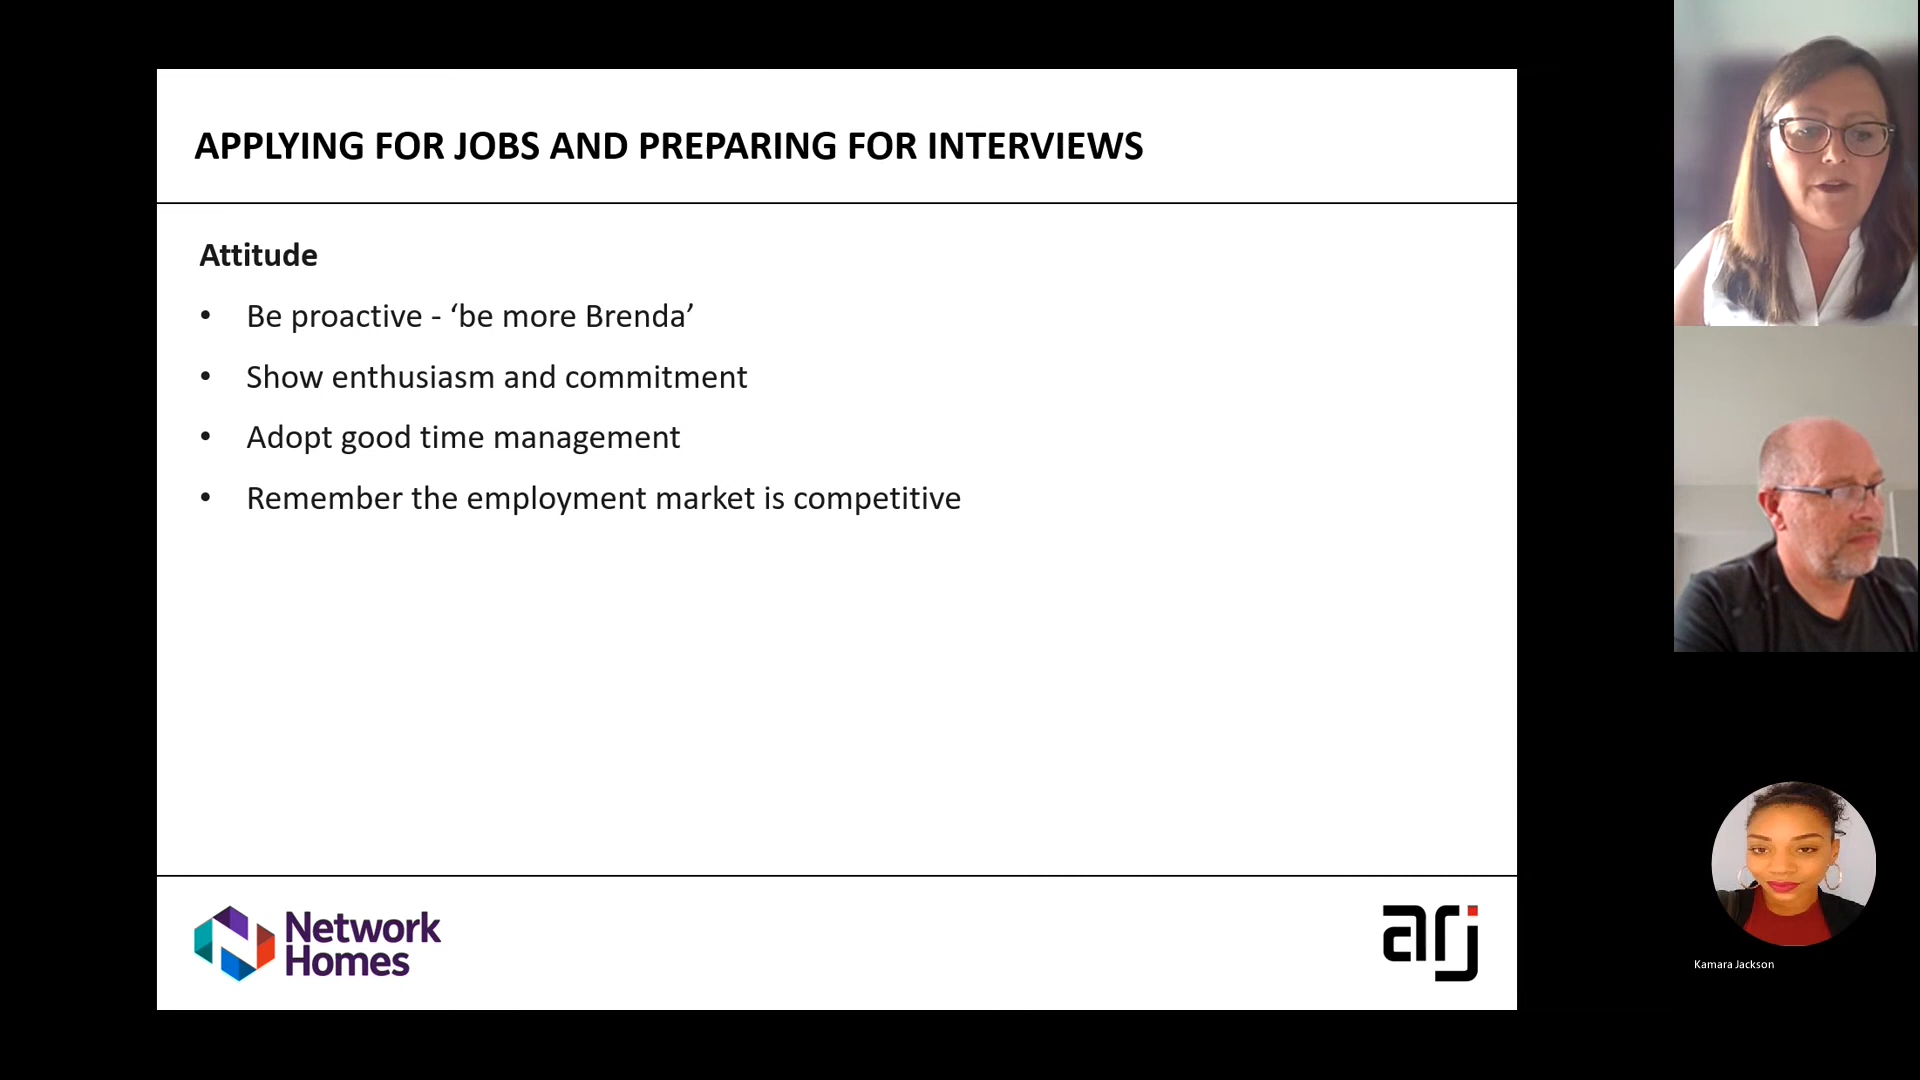 APPLYING FOR JOBS AND PREPARING FOR INTERVIEWS
Attitude
• Be proactive - ‘be more Brenda’
• Show enthusiasm and commitment
• Adopt good time management
• Remember the employment market is competitive
Network
Homes
arj
Kamara Jackson